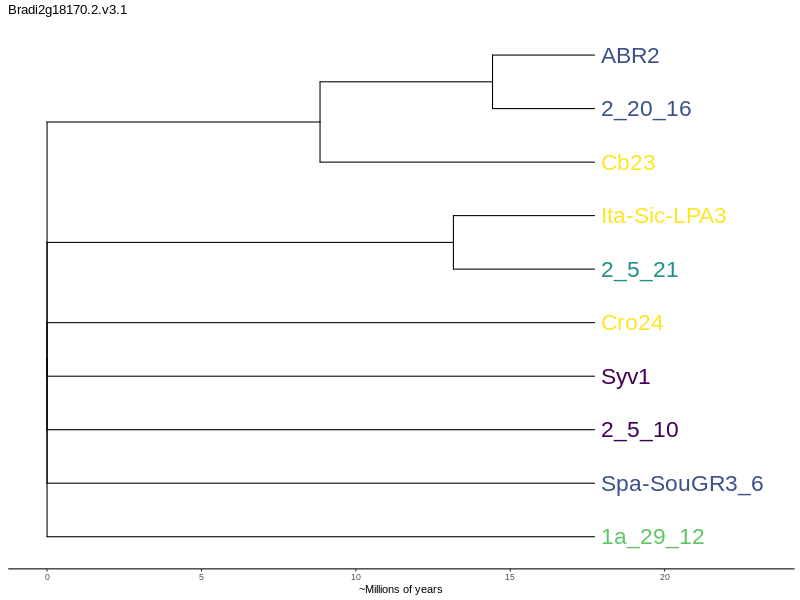 Bradi2g18170.2.v3.1
ABR2
2_20_16
Cb23
Ita-Sic-LPA3
2_5_21
Cro24
Syv1
2_5_10
Spa-SouGR3_6
1a_29_12
0 5 10 15 20
~Millions of years